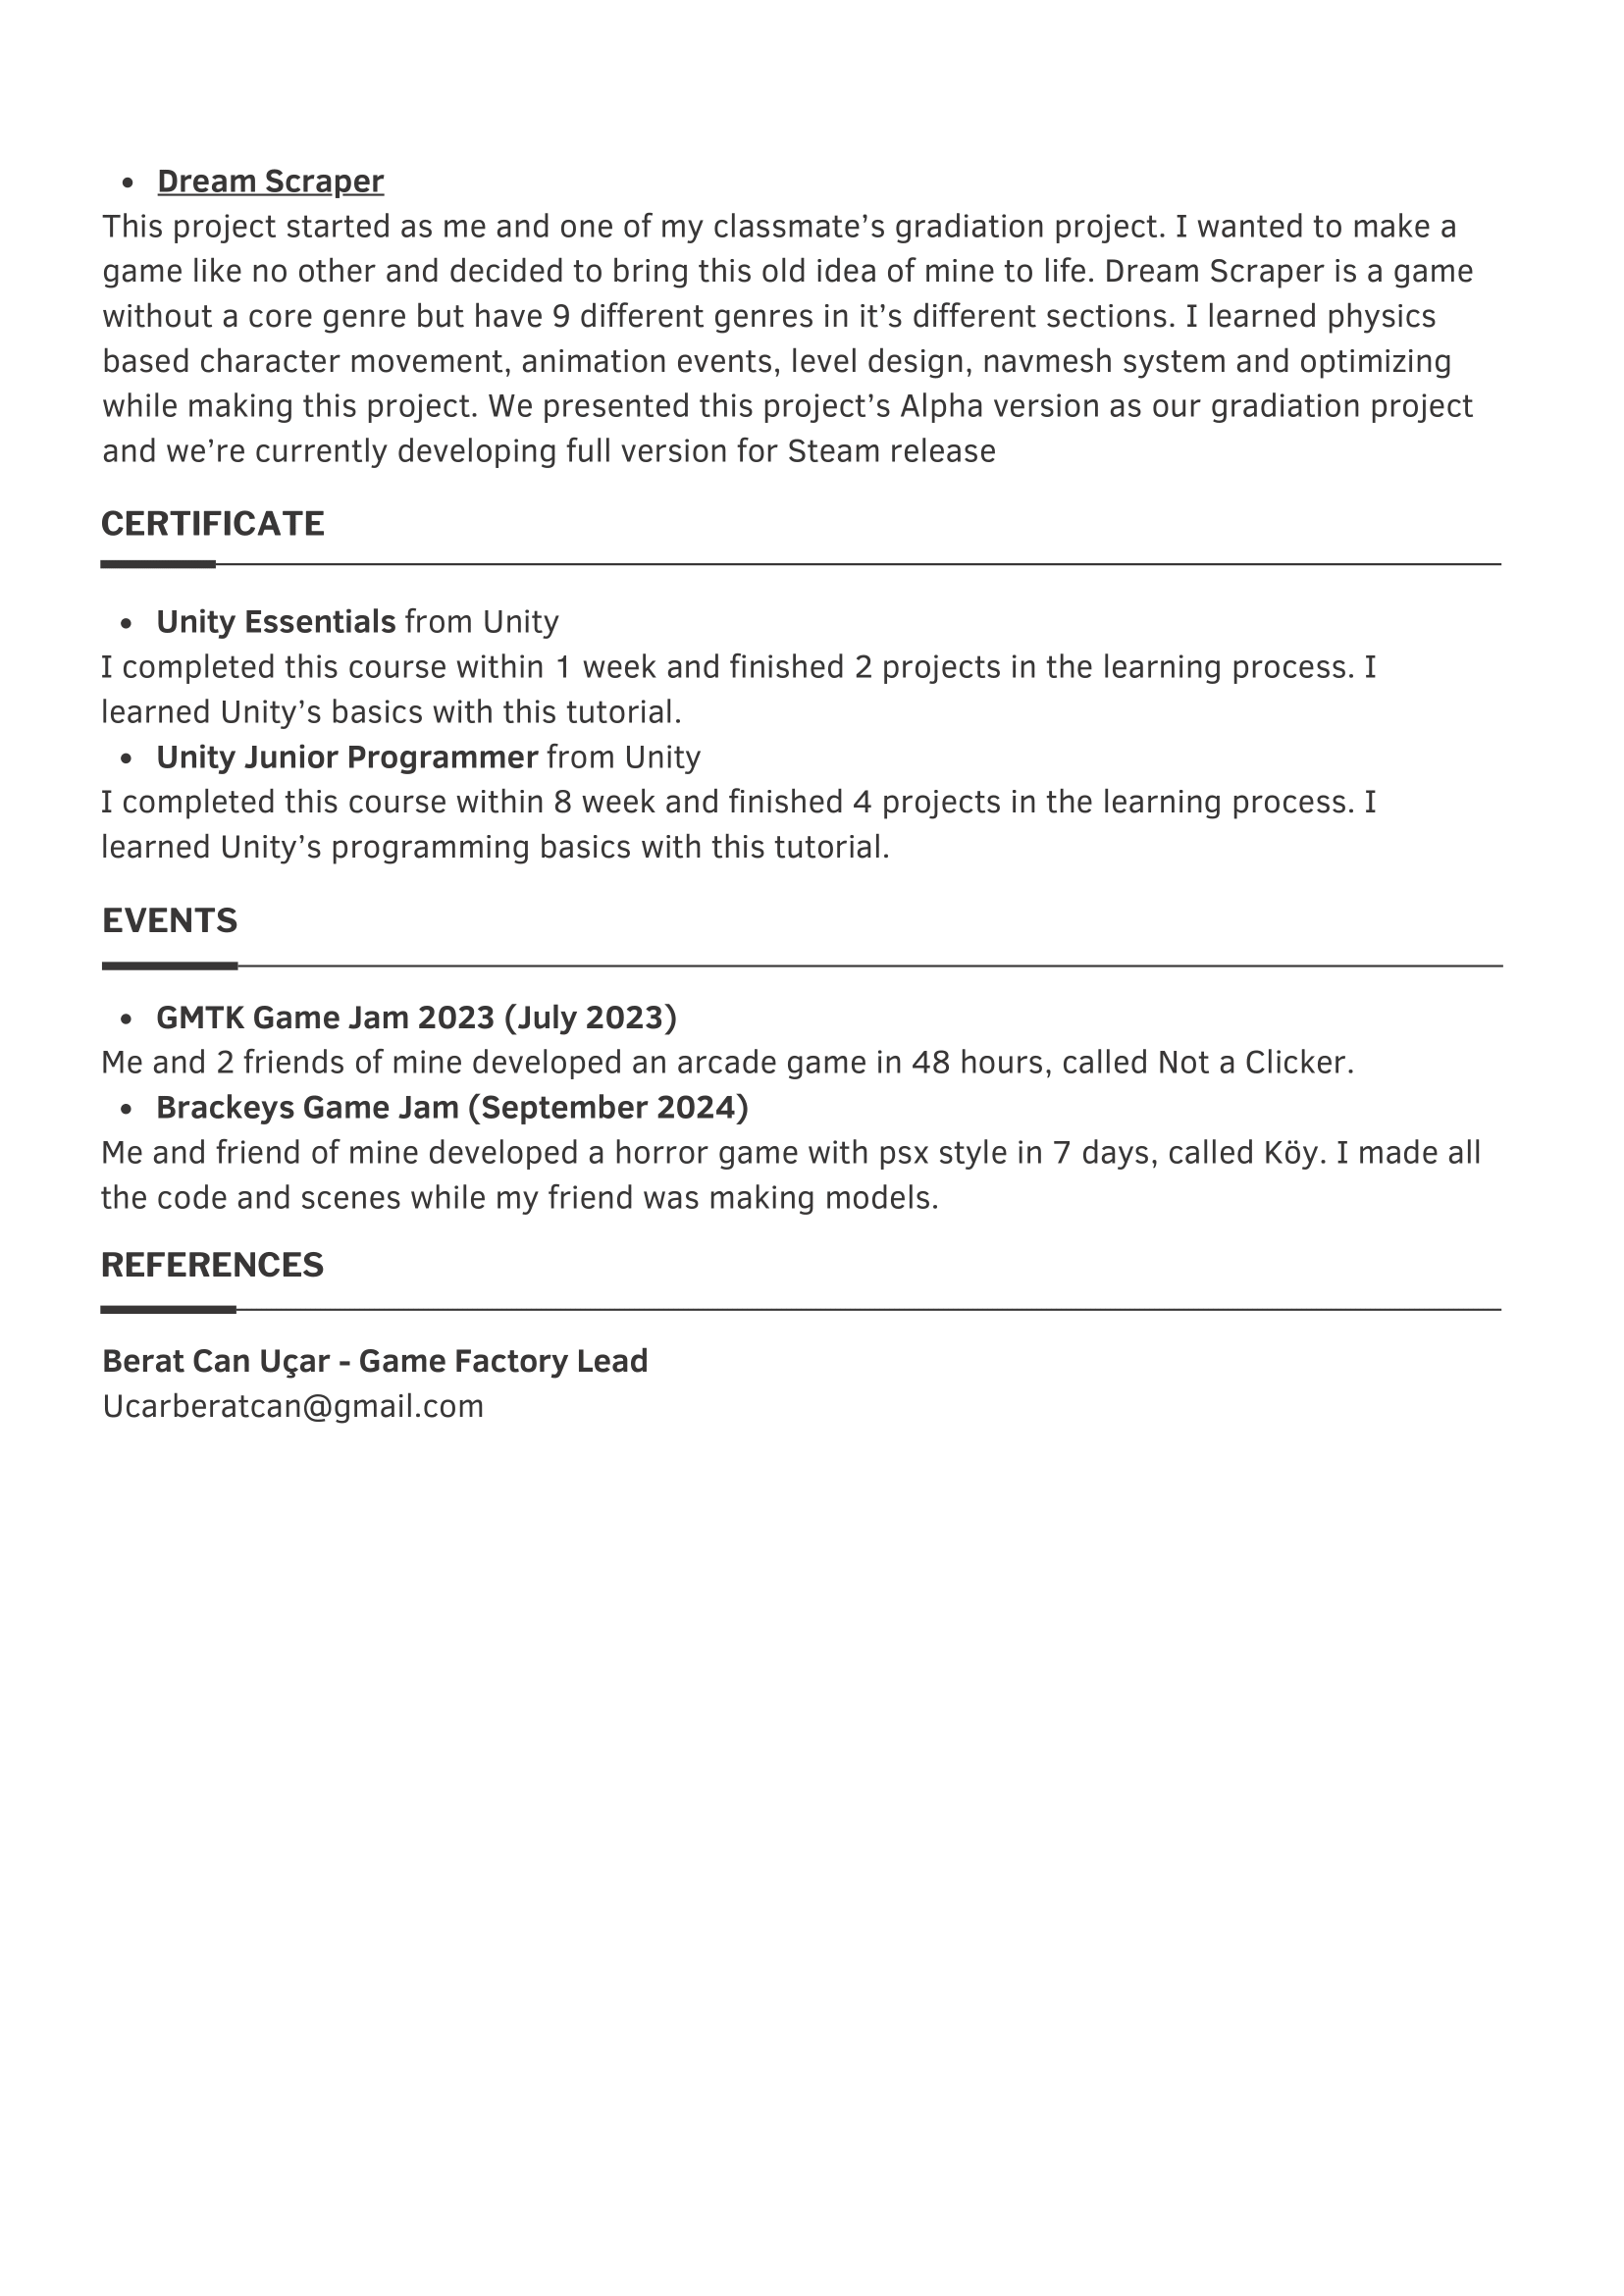 • Dream Scraper
This project started as me and one of my classmate’s gradiation project. I wanted to make a
game like no other and decided to bring this old idea of mine to life. Dream Scraper is a game
without a core genre but have 9 different genres in it’s different sections. I learned physics
based character movement, animation events, level design, navmesh system and optimizing
while making this project. We presented this project’s Alpha version as our gradiation project
and we’re currently developing full version for Steam release
CERTIFICATE
• Unity Essentials from Unity
I completed this course within 1 week and finished 2 projects in the learning process. I
learned Unity’s basics with this tutorial.
• Unity Junior Programmer from Unity
I completed this course within 8 week and finished 4 projects in the learning process. I
learned Unity’s programming basics with this tutorial.
EVENTS
• GMTK Game Jam 2023 (July 2023)
Me and 2 friends of mine developed an arcade game in 48 hours, called Not a Clicker.
• Brackeys Game Jam (September 2024)
Me and friend of mine developed a horror game with psx style in 7 days, called Köy. I made all
the code and scenes while my friend was making models.
REFERENCES
Berat Can Uçar - Game Factory Lead
Ucarberatcan@gmail.com